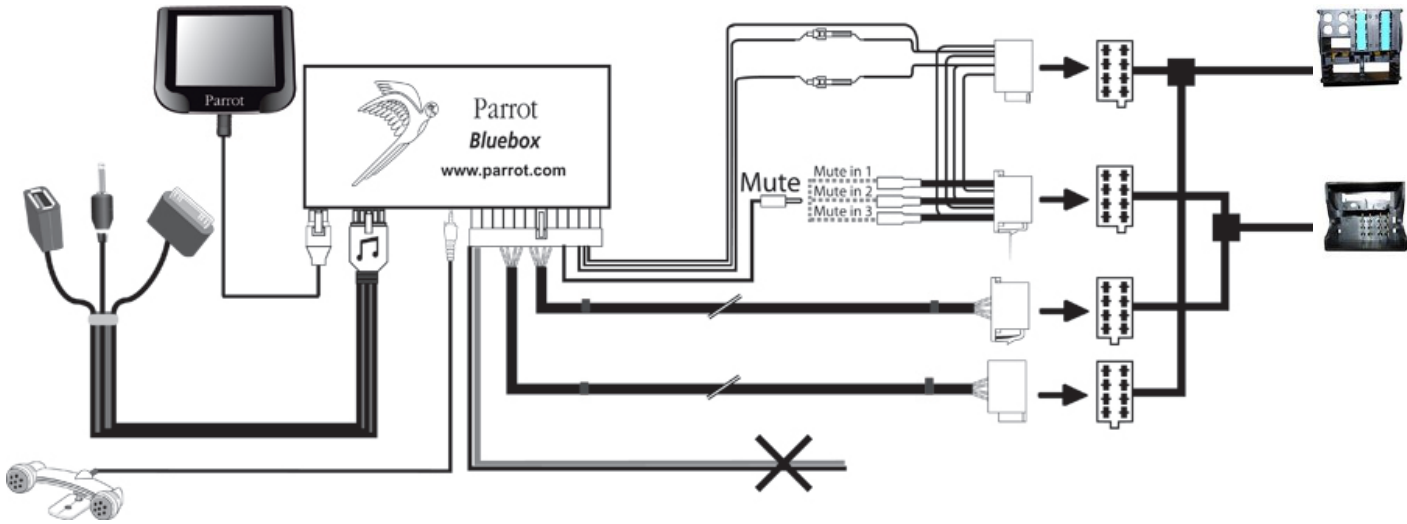 Parrot
Parrot
Bluebox
www.parrot.com
Mute
Mute in 1
Mute in 2
Mute in 3